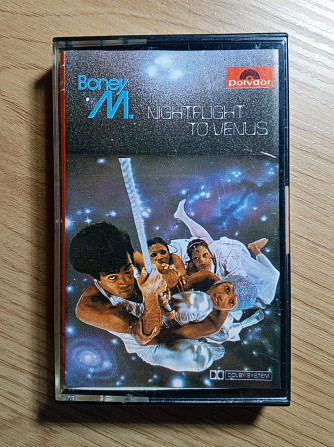 Boney M.
polydor
NIGHTFLIGHT
TO VENUS
DOLBY SYSTEM